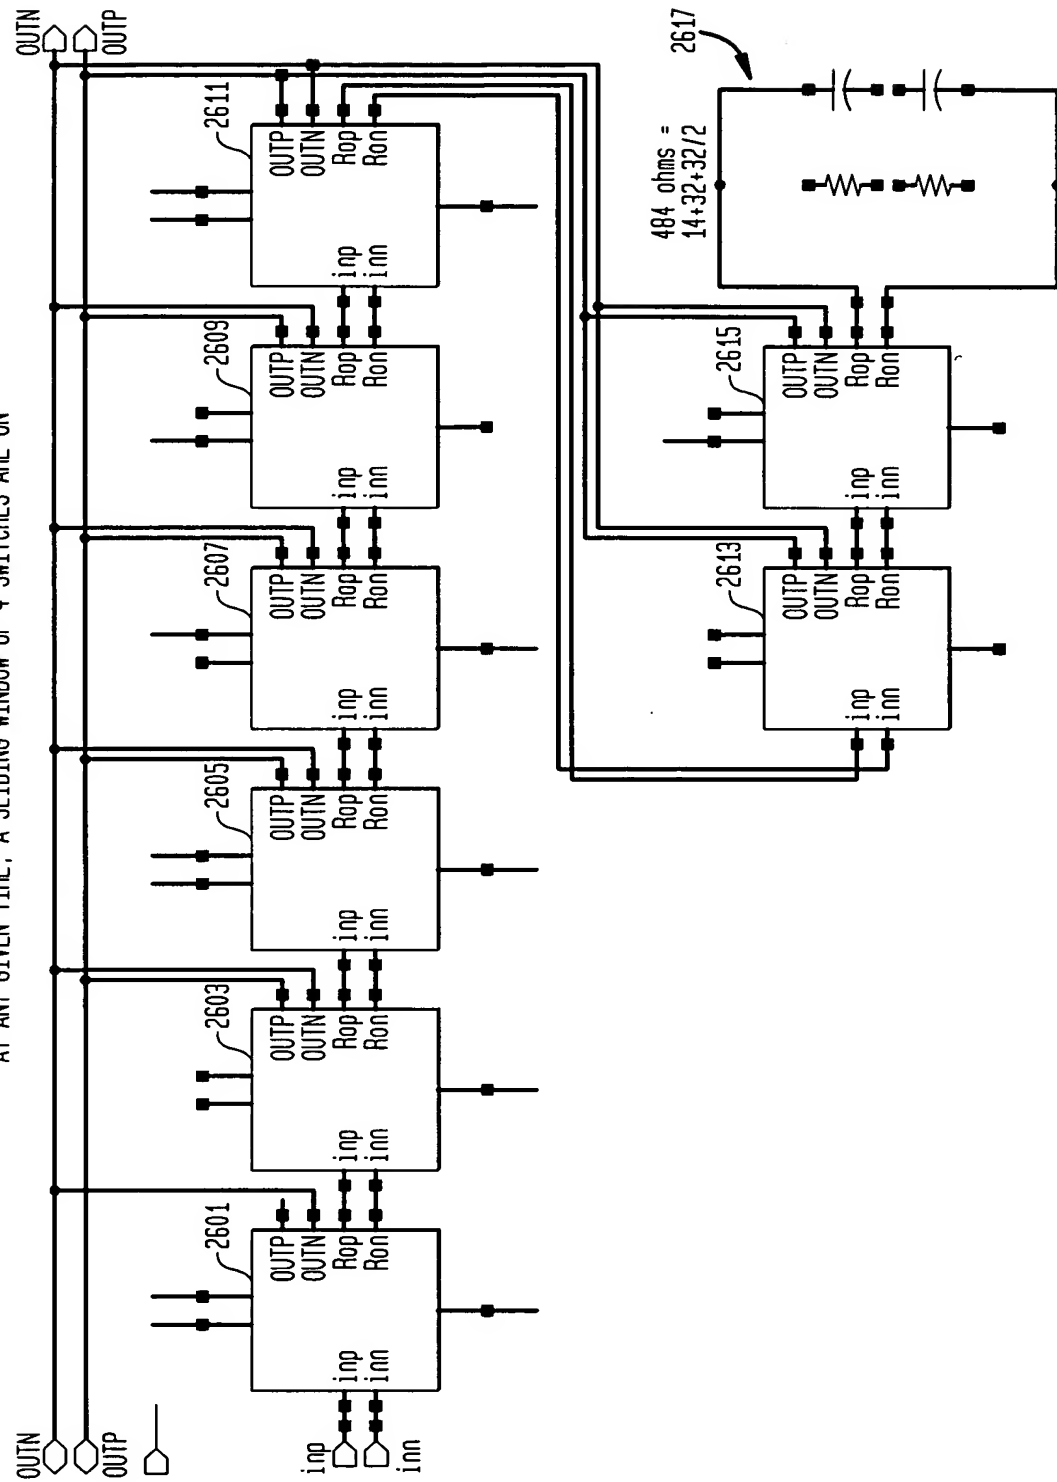 AT ANY GIVEN TIME, A SLIDING WINDOW OF 4 SWITCHES ARE ON
OUTN
OUTP
OUTN
OUTP
inp
inn
2601
OUTP
OUTN
Rop
Ron
inp
inn
2603
OUTP
OUTN
Rop
Ron
inp
inn
2605
OUTP
OUTN
Rop
Ron
inp
inn
2607
OUTP
OUTN
Rop
Ron
inp
inn
2609
OUTP
OUTN
Rop
Ron
inp
inn
2611
OUTP
OUTN
Rop
Ron
inp
inn
2613
OUTP
OUTN
Rop
Ron
inp
inn
2615
OUTP
OUTN
Rop
Ron
inp
inn
484 ohms =
14+32+32/2
2617